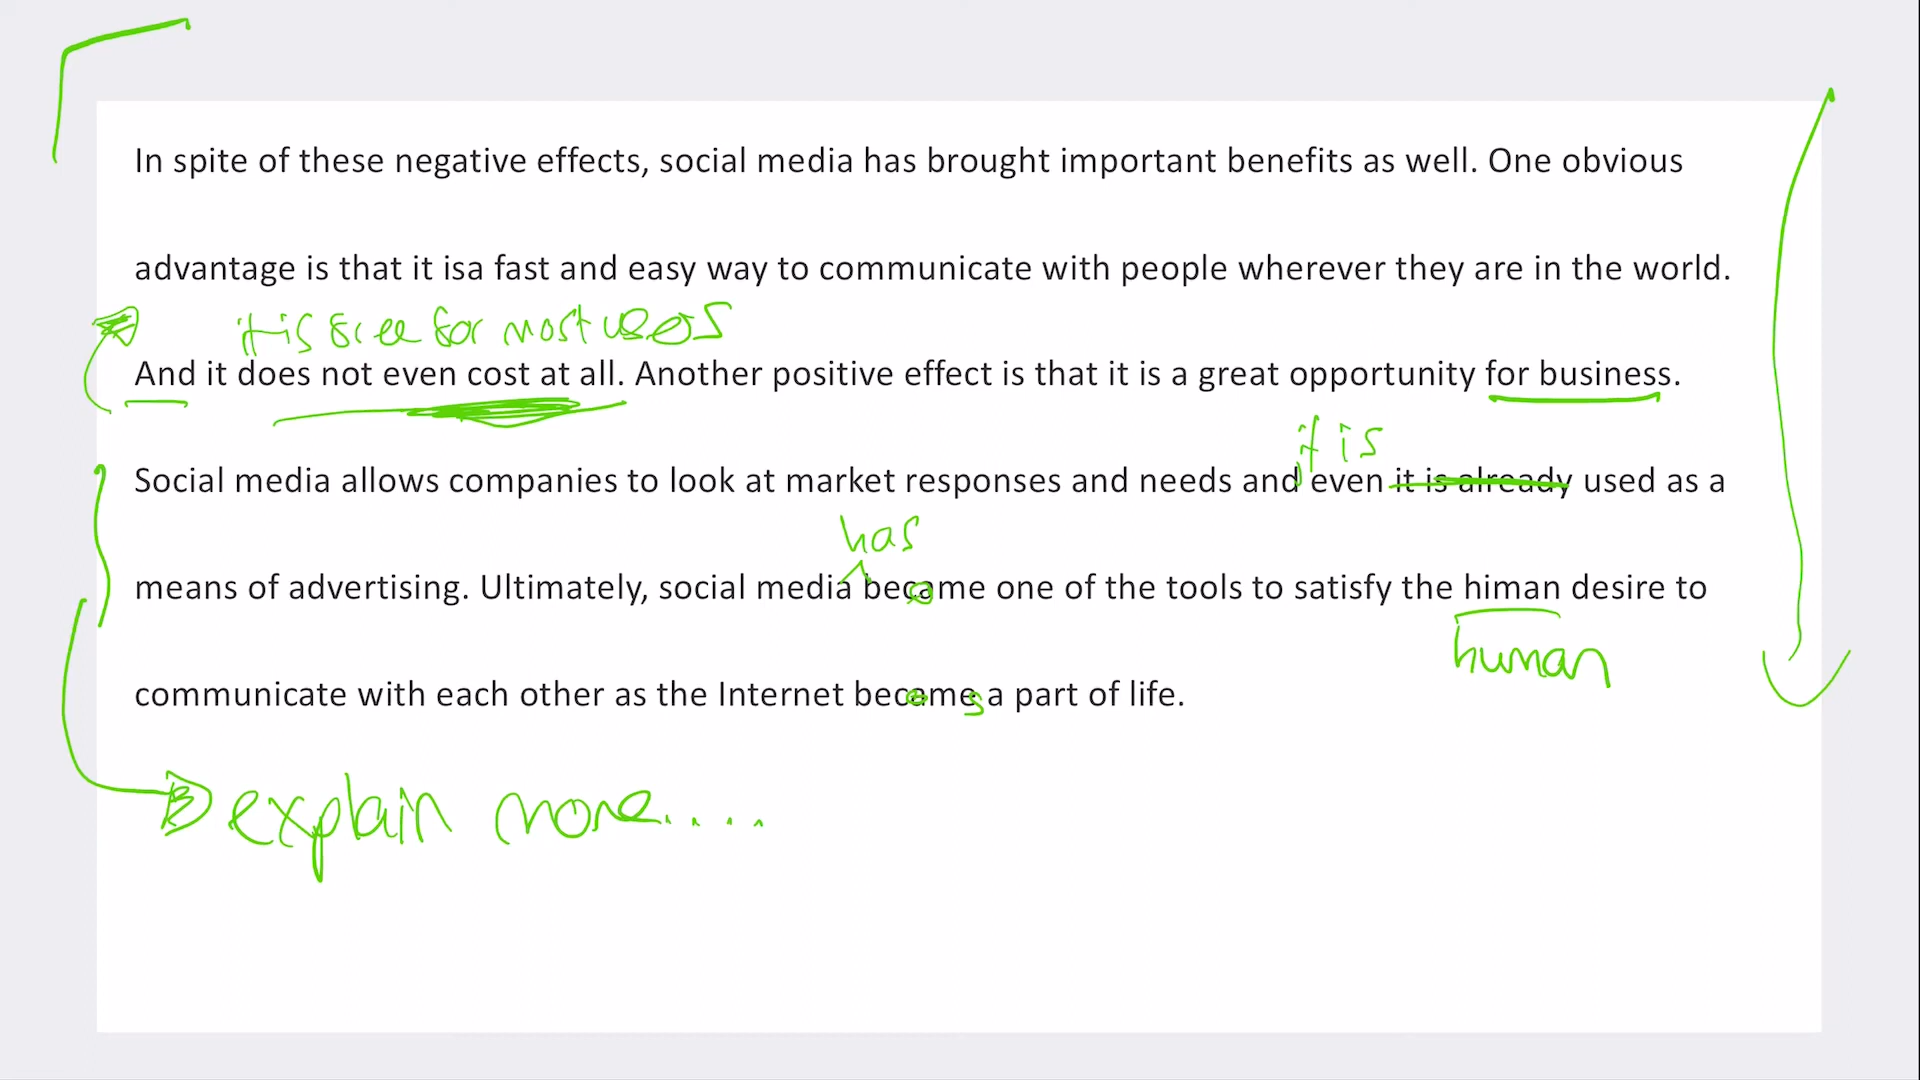 In spite of these negative effects, social media has brought important benefits as well. One obvious
advantage is that it isa fast and easy way to communicate with people wherever they are in the world.
it is free for most users
And it does not even cost at all. Another positive effect is that it is a great opportunity for business.
it is
Social media allows companies to look at market responses and needs and even it is already used as a
has
means of advertising. Ultimately, social media became one of the tools to satisfy the himan desire to
human
communicate with each other as the Internet becomes a part of life.
explain more.....